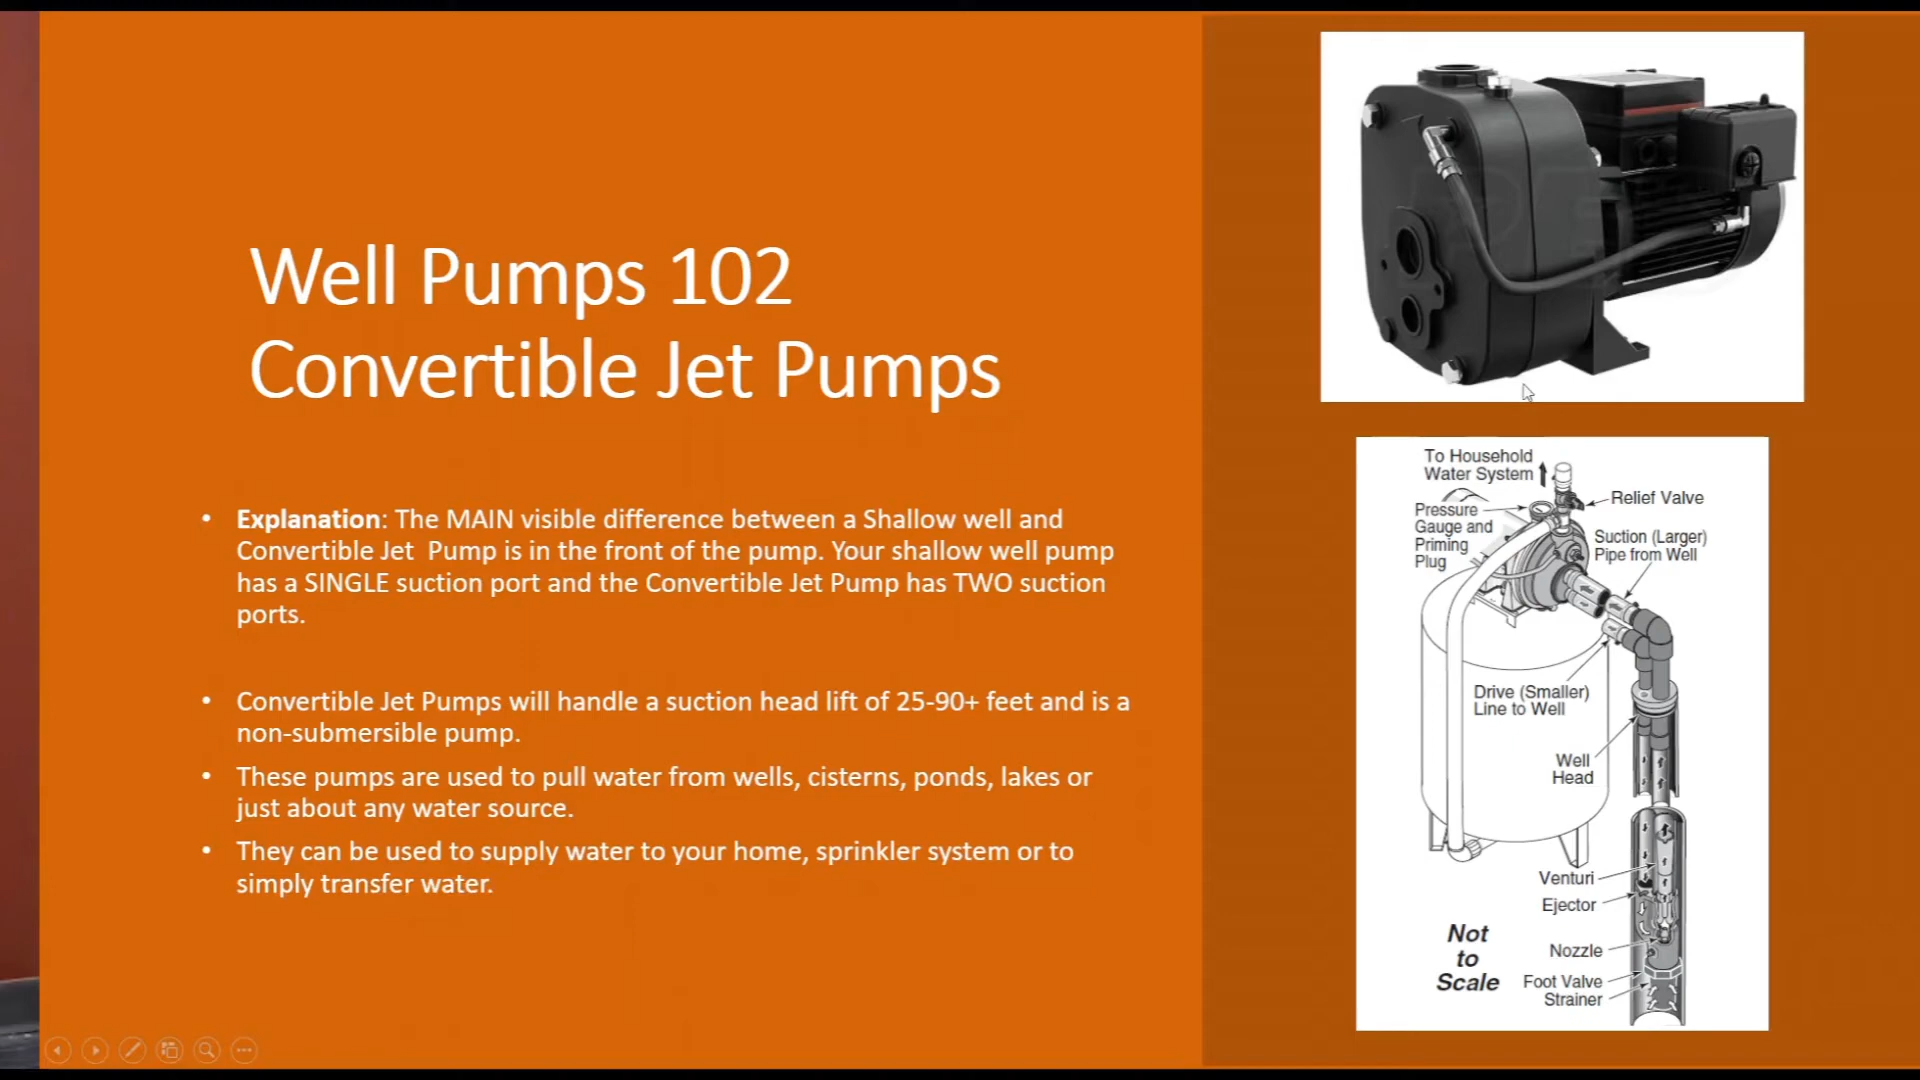 Well Pumps 102
Convertible Jet Pumps
• Explanation: The MAIN visible difference between a Shallow well and
Convertible Jet Pump is in the front of the pump. Your shallow well pump
has a SINGLE suction port and the Convertible Jet Pump has TWO suction
ports.
• Convertible Jet Pumps will handle a suction head lift of 25-90+ feet and is a
non-submersible pump.
• These pumps are used to pull water from wells, cisterns, ponds, lakes or
just about any water source.
• They can be used to supply water to your home, sprinkler system or to
simply transfer water.
To Household
Water System
Relief Valve
Pressure
Gauge and
Priming
Plug
Suction (Larger)
Pipe from Well
Drive (Smaller)
Line to Well
Well
Head
Venturi
Ejector
Nozzle
Foot Valve
Strainer
Not
to
Scale